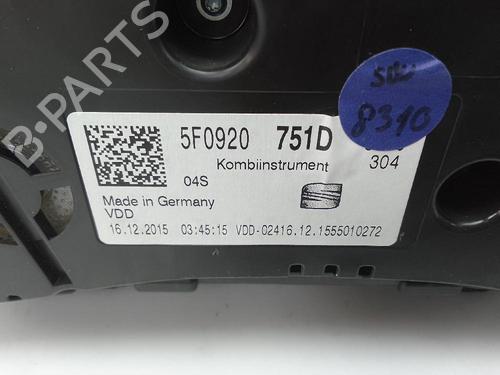 B-PARTS
5F0920 751D
Kombiinstrument 304
04S
Made in Germany
VDD
16.12.2015 03:45:15 VDD-02416.12.1555010272
8310